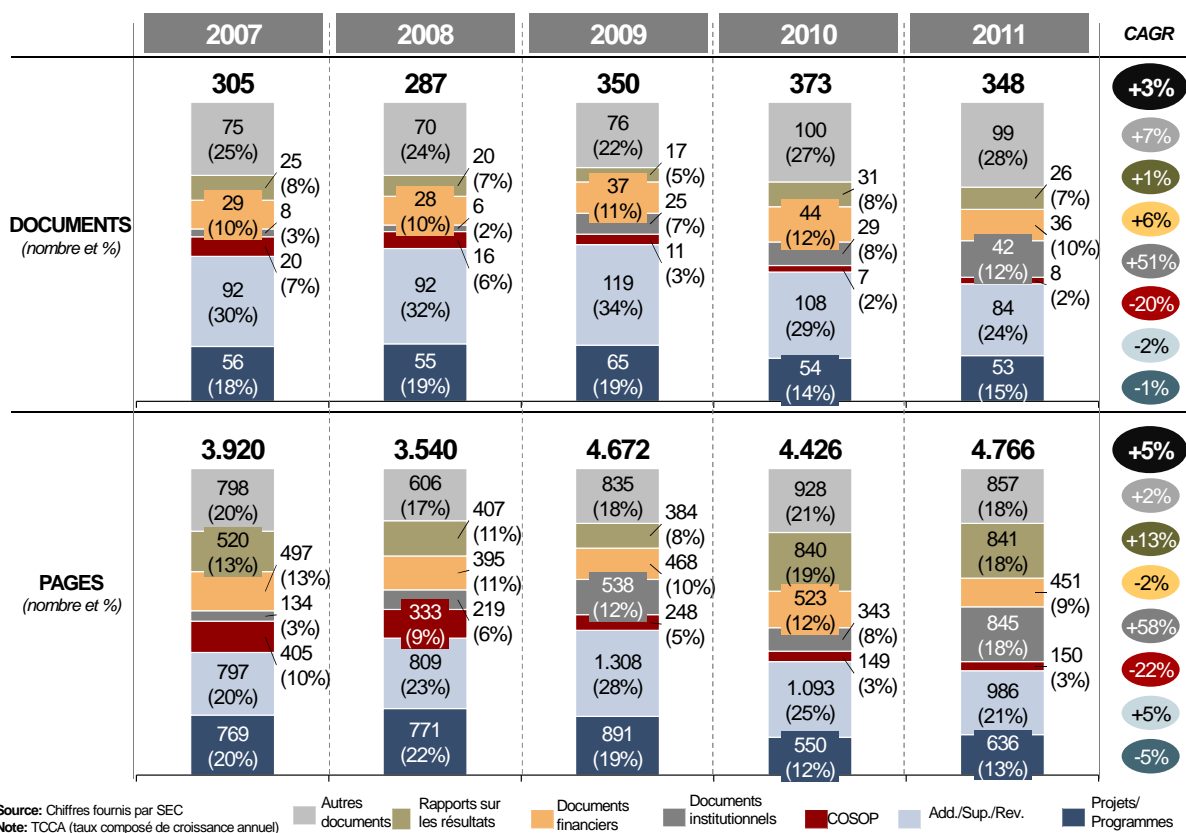 2007 2008 2009 2010 2011 CAGR
305 287 350 373 348 +3%
75 (25%) 70 (24%) 76 (22%) 100 (27%) 99 (28%) +7%
25 (8%) 20 (7%) 17 (5%) 31 (8%) 26 (7%) +1%
DOCUMENTS
(nombre et %)
29 (10%) 28 (10%) 37 (11%) 44 (12%) 36 (10%) +6%
8 (3%) 6 (2%) 25 (7%) 29 (8%) 42 (12%) +51%
20 (7%) 16 (6%) 11 (3%) 7 (2%) 8 (2%) -20%
92 (30%) 92 (32%) 119 (34%) 108 (29%) 84 (24%) -2%
56 (18%) 55 (19%) 65 (19%) 54 (14%) 53 (15%) -1%
3.920 3.540 4.672 4.426 4.766 +5%
798 (20%) 606 (17%) 835 (18%) 928 (21%) 857 (18%) +2%
520 (13%) 407 (11%) 384 (8%) 840 (19%) 841 (18%) +13%
PAGES
(nombre et %)
497 (13%) 395 (11%) 468 (10%) 523 (12%) 451 (9%) -2%
134 (3%) 219 (6%) 538 (12%) 343 (8%) 845 (18%) +58%
405 (10%) 333 (9%) 248 (5%) 149 (3%) 150 (3%) -22%
797 (20%) 809 (23%) 1.308 (28%) 1.093 (25%) 986 (21%) +5%
769 (20%) 771 (22%) 891 (19%) 550 (12%) 636 (13%) -5%
Source: Chiffres fournis par SEC
Note: TCCA (taux composé de croissance annuel)
Autres
documents
Rapports sur
les résultats
Documents
financiers
Documents
institutionnels
COSOP
Add./Sup./Rev.
Projets/
Programmes